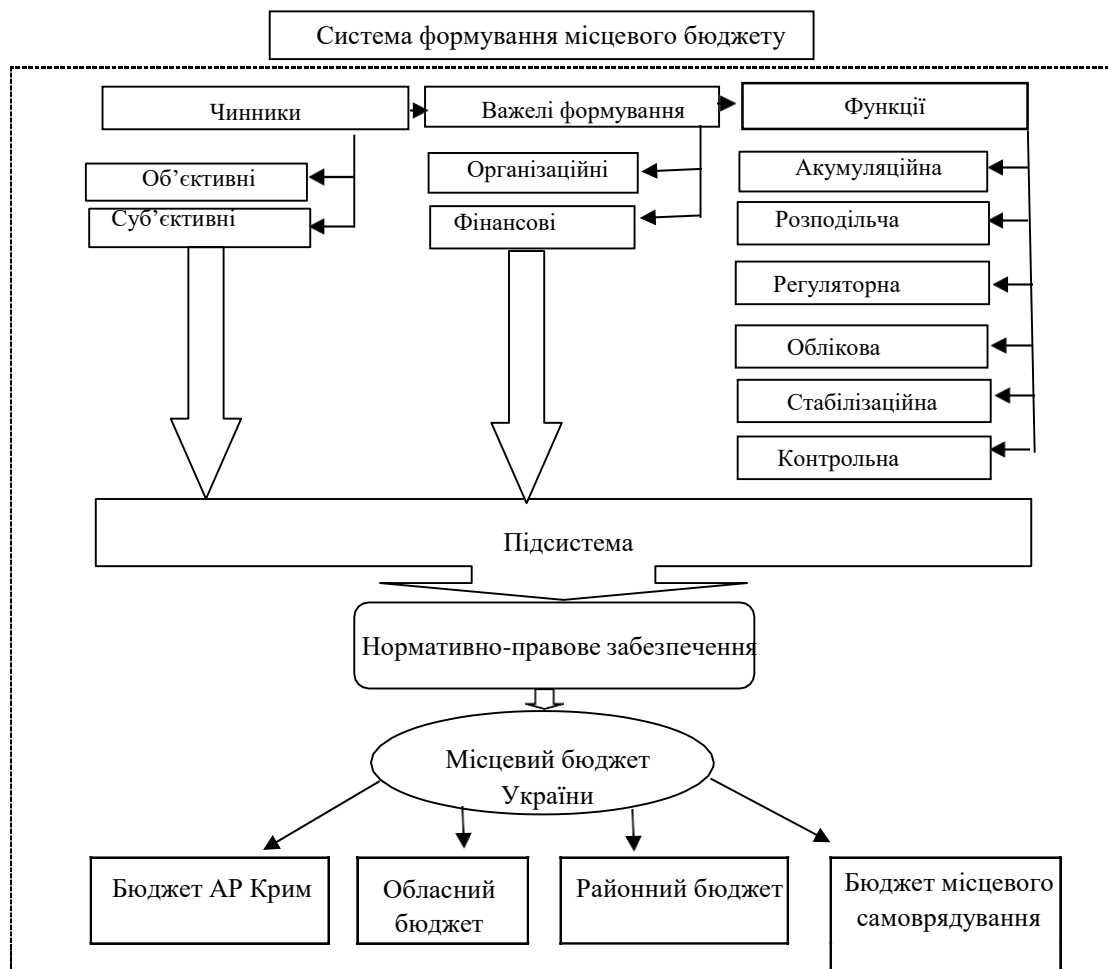 Система формування місцевого бюджету
Чинники
Важелі формування
Функції
Об’єктивні
Суб’єктивні
Організаційні
Фінансові
Акумуляційна
Розподільча
Регуляторна
Облікова
Стабілізаційна
Контрольна
Підсистема
Нормативно-правове забезпечення
Місцевий бюджет
України
Бюджет АР Крим
Обласний
бюджет
Районний бюджет
Бюджет місцевого
самоврядування